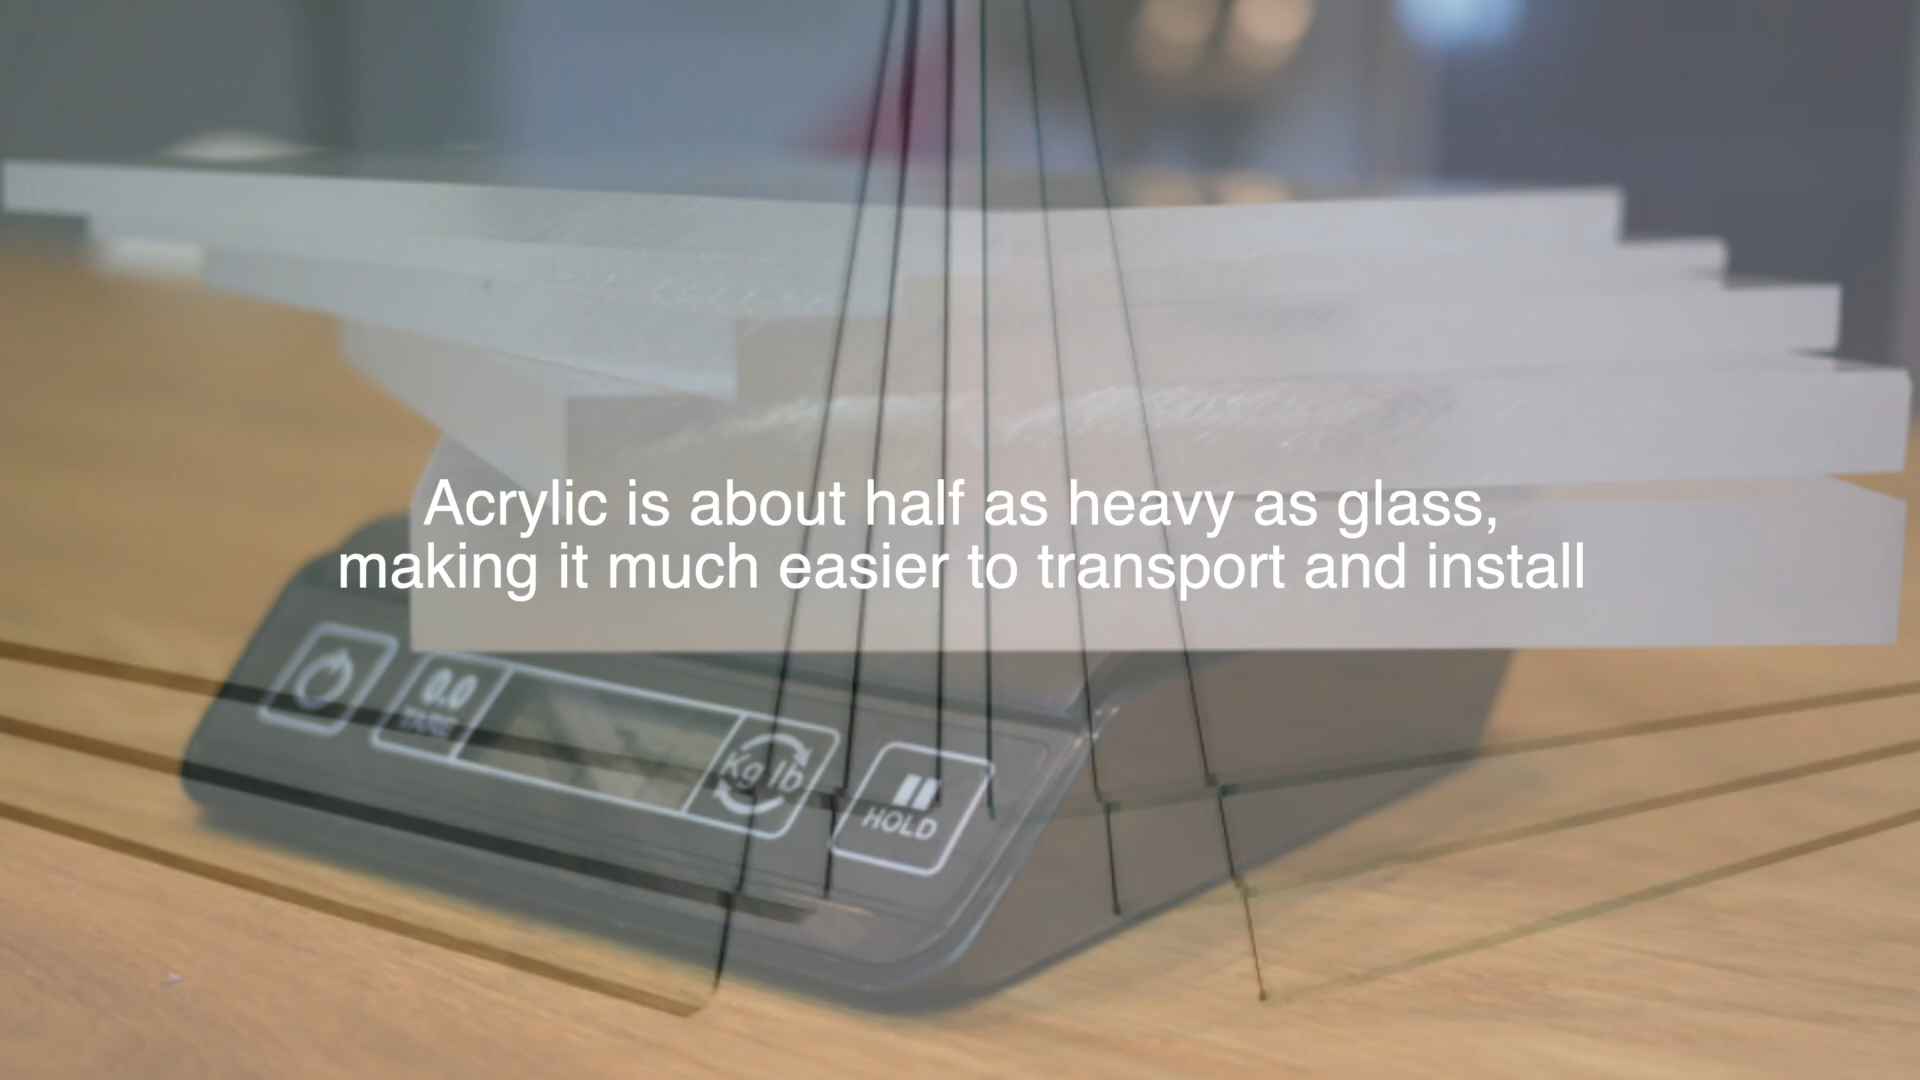 Acrylic is about half as heavy as glass,
making it much easier to transport and install
0.0
TARE
Kg lb
HOLD